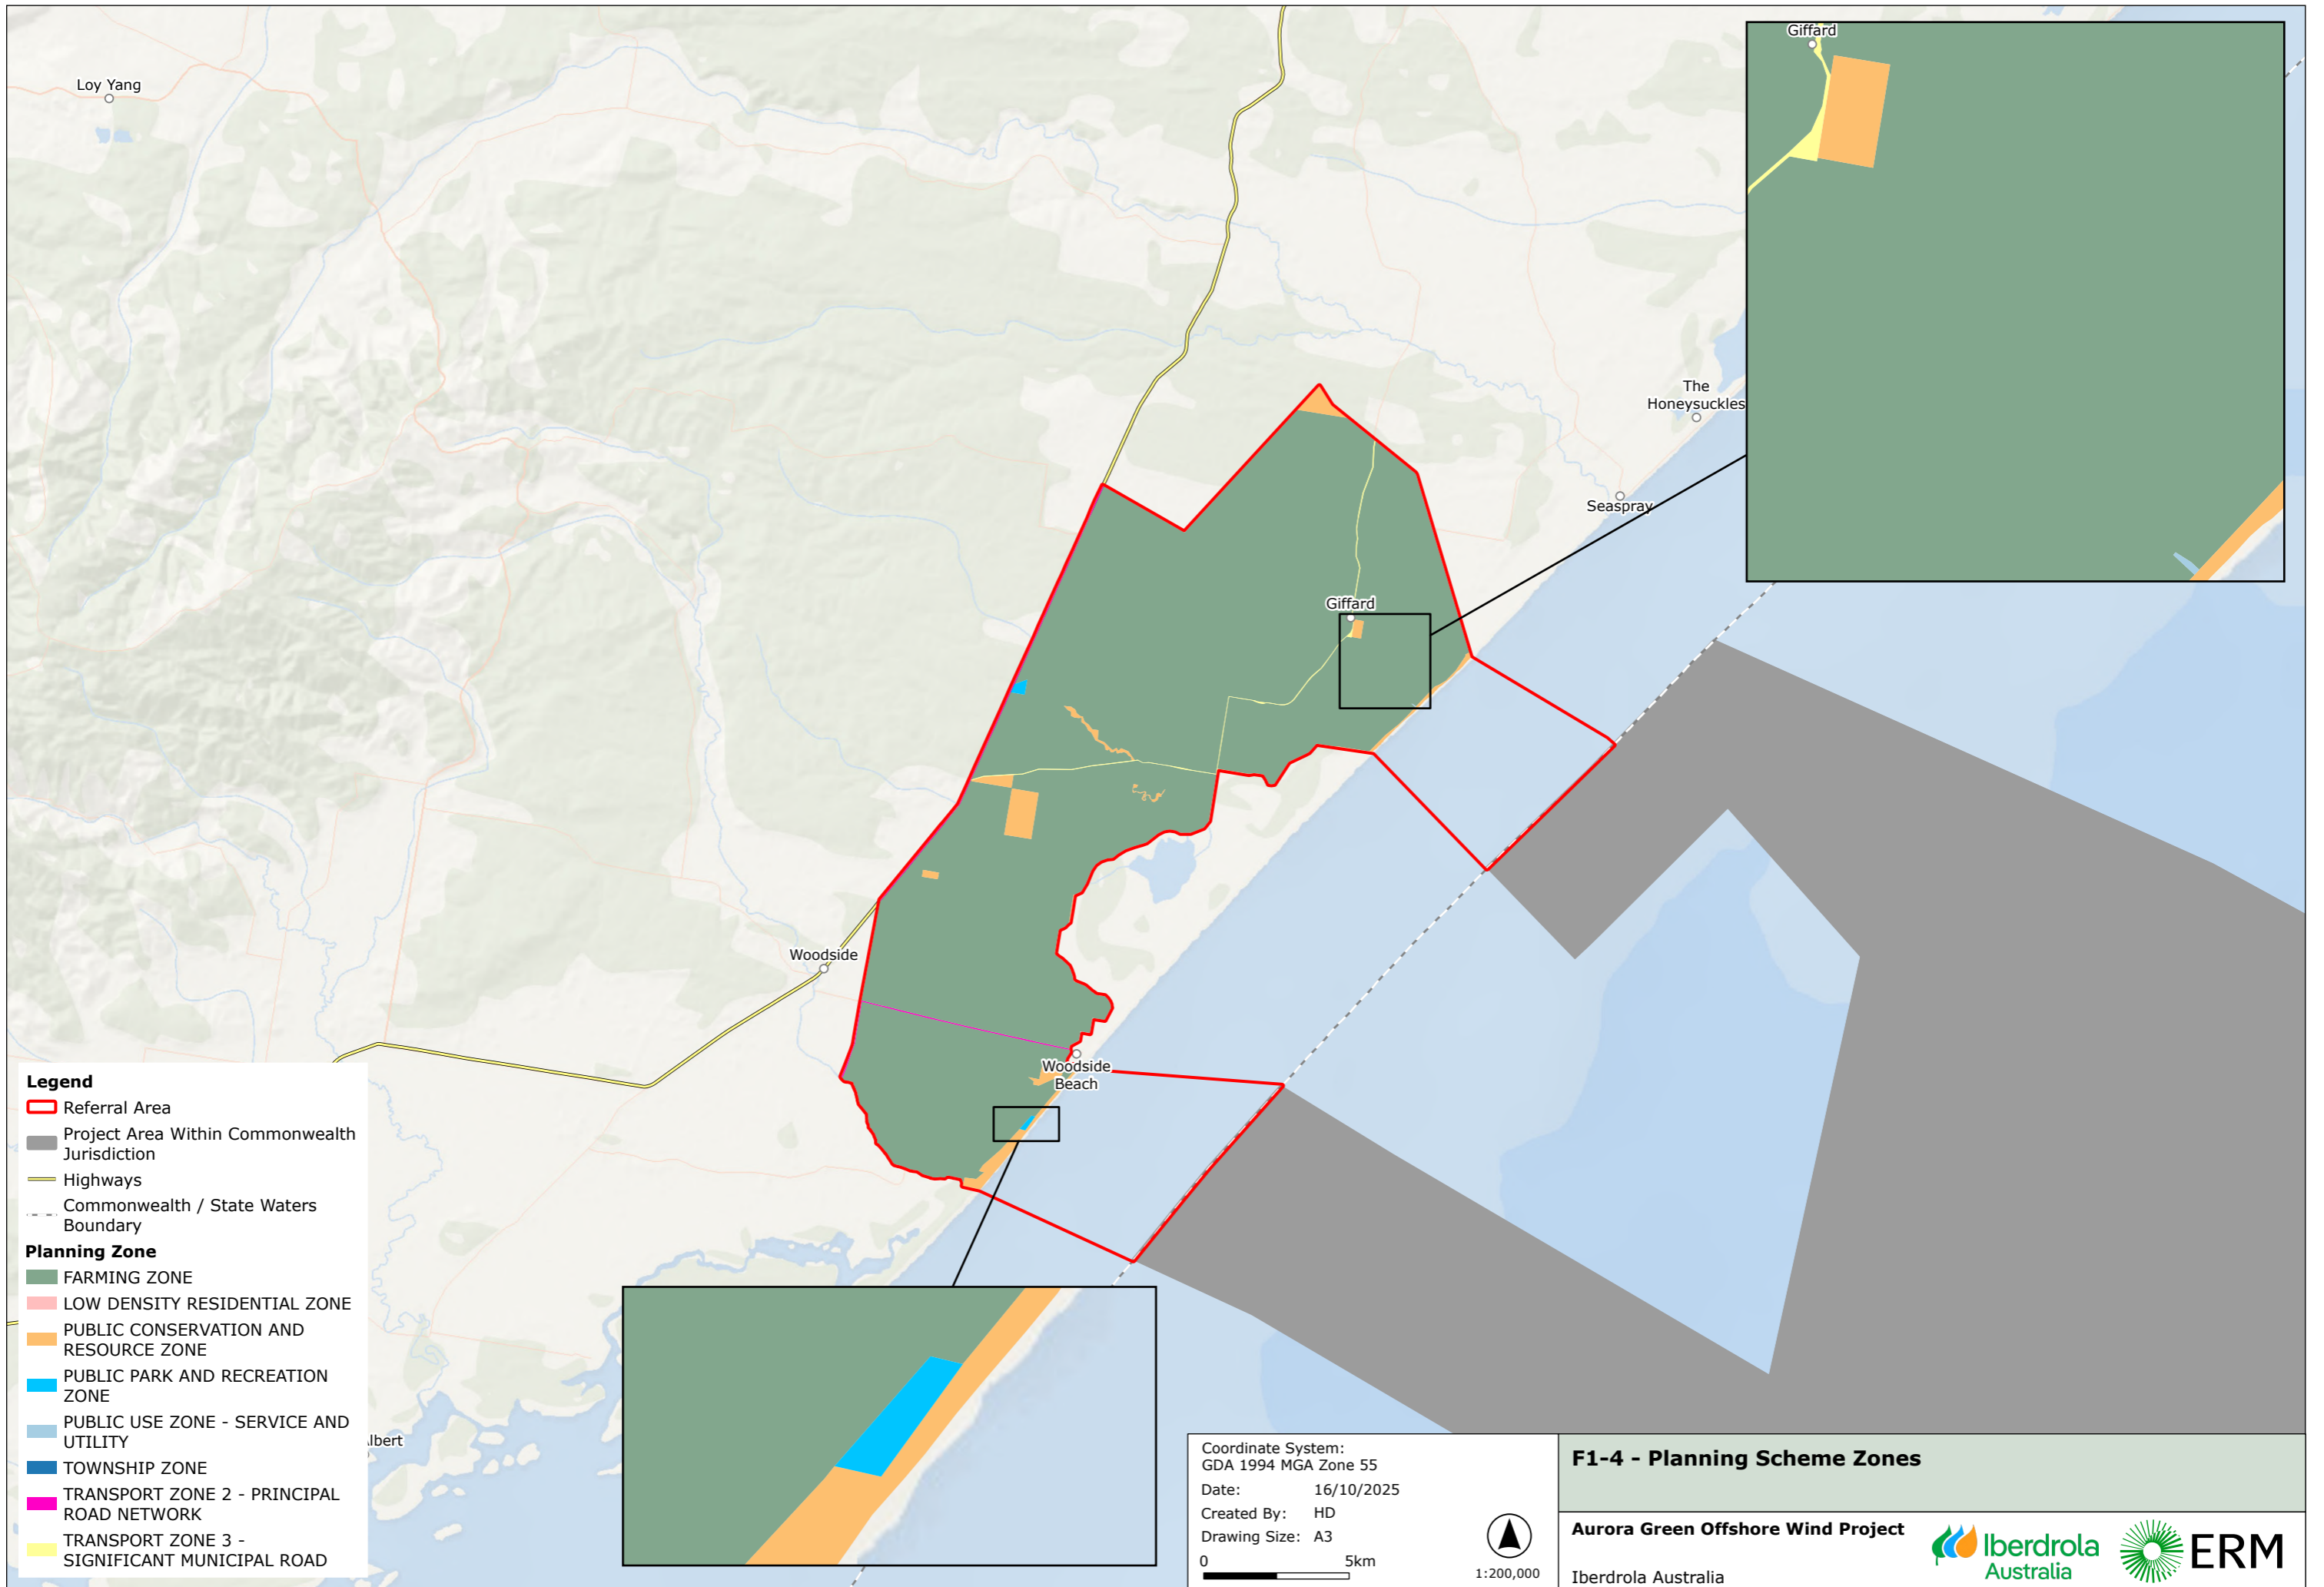 Loy Yang
Giffard
The
Honeysuckles
Seaspray
Giffard
Woodside
Woodside
Beach
lbert
Legend
Referral Area
Project Area Within Commonwealth
Jurisdiction
Highways
Commonwealth / State Waters
Boundary
Planning Zone
FARMING ZONE
LOW DENSITY RESIDENTIAL ZONE
PUBLIC CONSERVATION AND
RESOURCE ZONE
PUBLIC PARK AND RECREATION
ZONE
PUBLIC USE ZONE - SERVICE AND
UTILITY
TOWNSHIP ZONE
TRANSPORT ZONE 2 - PRINCIPAL
ROAD NETWORK
TRANSPORT ZONE 3 -
SIGNIFICANT MUNICIPAL ROAD
Coordinate System:
GDA 1994 MGA Zone 55
Date: 16/10/2025
Created By: HD
Drawing Size: A3
0 5km
1:200,000
F1-4 - Planning Scheme Zones
Aurora Green Offshore Wind Project
Iberdrola Australia
Iberdrola
Australia
ERM